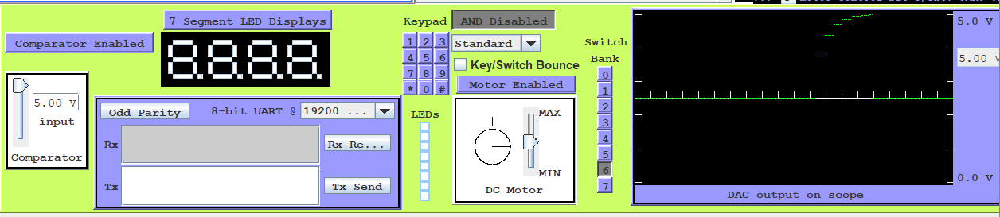 Comparator Enabled
5.00 V
input
Comparator
7 Segment LED Displays
8.8.8.8.
Odd Parity
8-bit UART @
19200 ...
Rx
Rx Re...
Tx
Tx Send
Keypad
1 2 3
4 5 6
7 8 9
* 0 #
LEDs
AND Disabled
Standard
Key/Switch Bounce
Motor Enabled
MAX
MIN
DC Motor
Switch
Bank
0
1
2
3
4
5
6
7
5.0 V
5.00 V
0.0 V
DAC output on scope